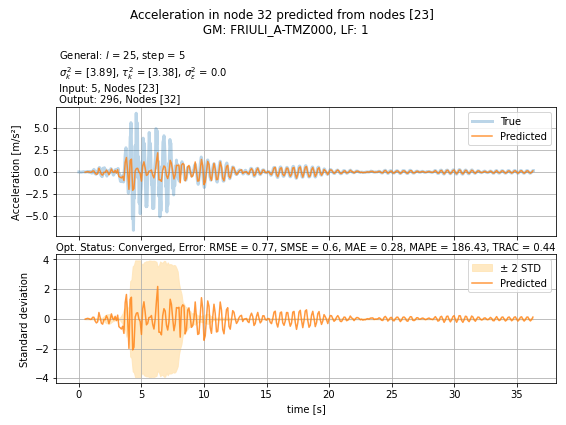 Acceleration in node 32 predicted from nodes [23]
GM: FRIULI_A-TMZ000, LF: 1
General: l = 25, step = 5
σ²ₖ = [3.89], τ²ₖ = [3.38], σ²ε = 0.0
Input: 5, Nodes [23]
Output: 296, Nodes [32]
Acceleration [m/s²]
5.0
2.5
0.0
−2.5
−5.0
True
Predicted
Opt. Status: Converged, Error: RMSE = 0.77, SMSE = 0.6, MAE = 0.28, MAPE = 186.43, TRAC = 0.44
Standard deviation
4
2
0
−2
−4
± 2 STD
Predicted
0 5 10 15 20 25 30 35
time [s]